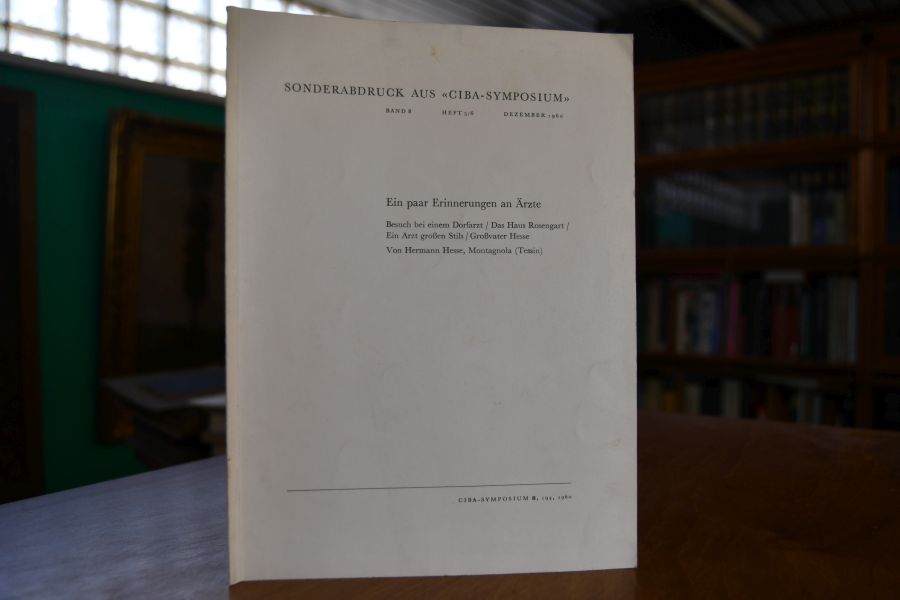 SONDERABDRUCK AUS «CIBA-SYMPOSIUM»
BAND 8 HEFT 5/6 DEZEMBER 1960
Ein paar Erinnerungen an Ärzte
Besuch bei einem Dorfarzt / Das Haus Rosengart /
Ein Arzt großen Stils / Großvater Hesse
Von Hermann Hesse, Montagnola (Tessin)
CIBA-SYMPOSIUM 8, 194, 1960